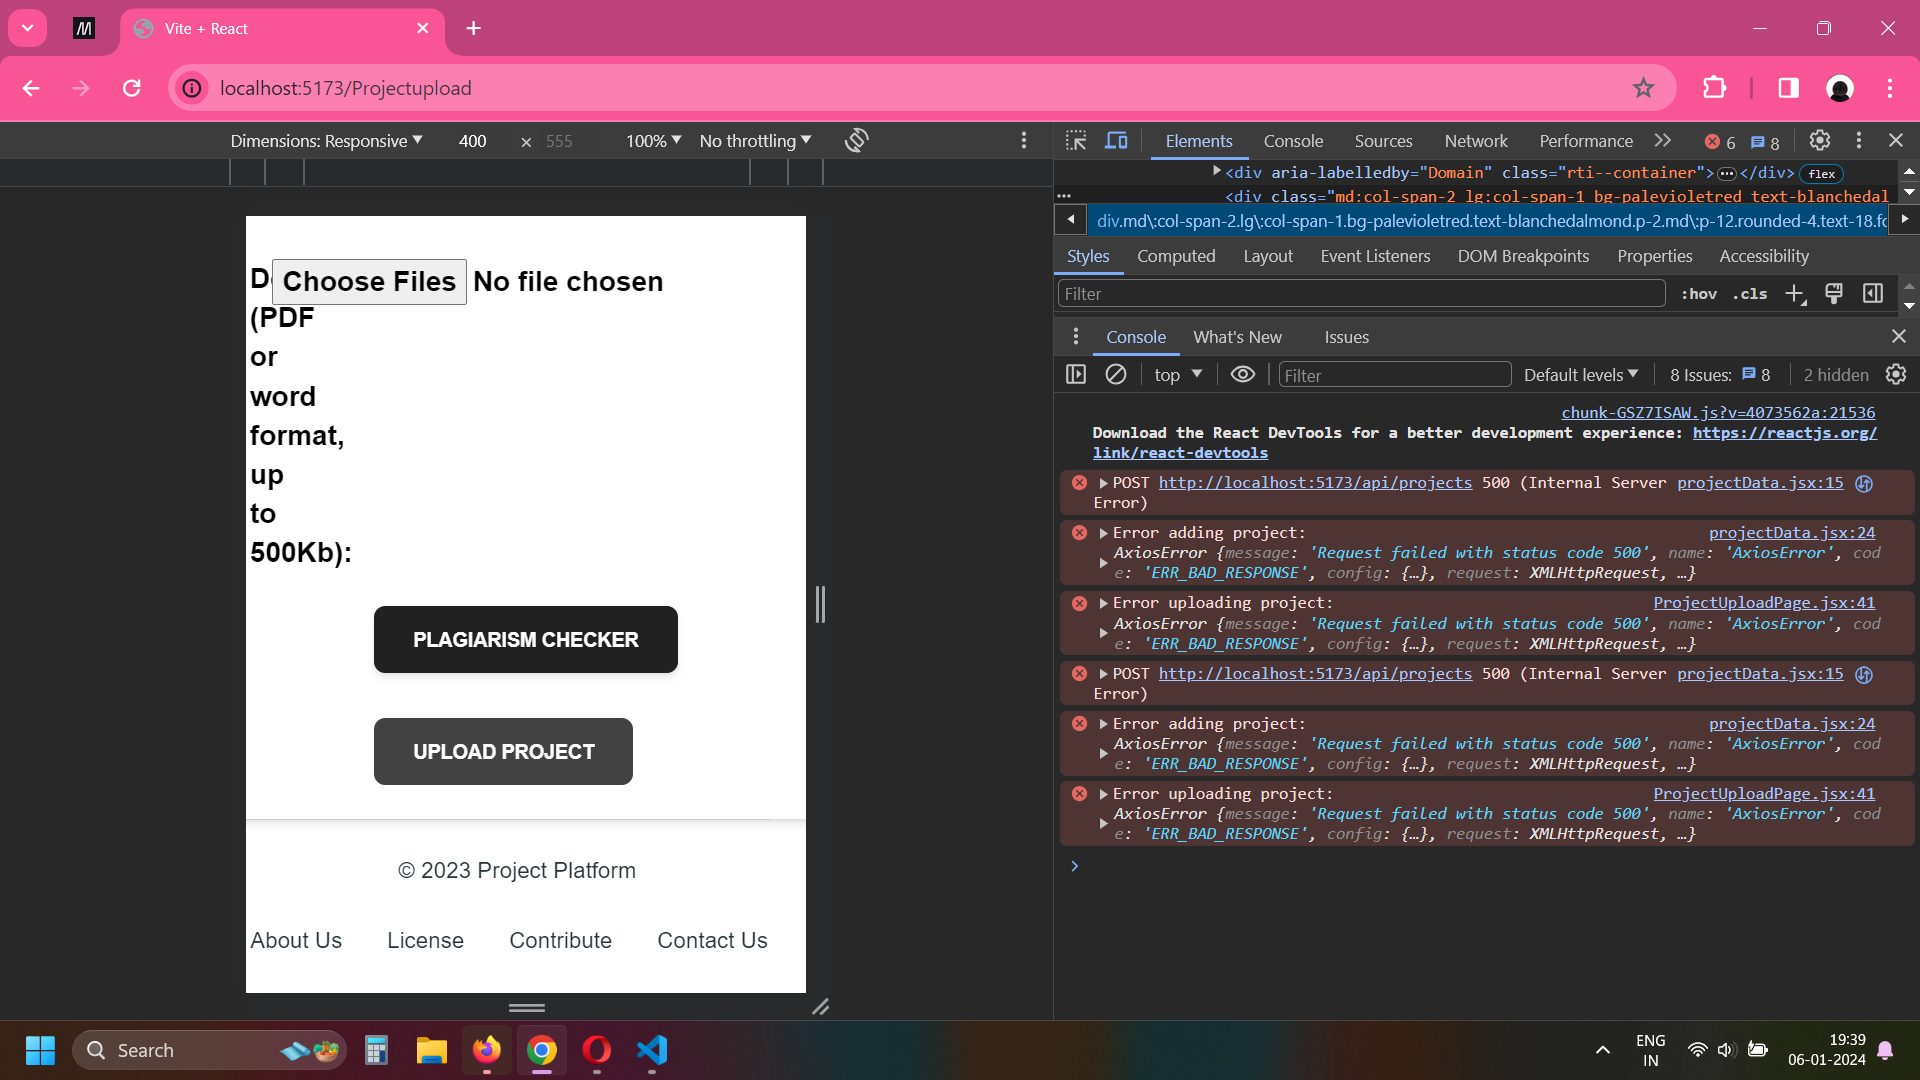 Vite + React
localhost:5173/Projectupload
Dimensions: Responsive 400 × 555 100% No throttling
Elements Console Sources Network Performance 6 8
<div aria-labelledby="Domain" class="rti--container">…</div> flex
<div class="md:col-span-2 lg:col-span-1 bg-palevioletred text-blanchedal
div.md\:col-span-2.lg\:col-span-1.bg-palevioletred.text-blanchedalmond.p-2.md\:p-12.rounded-4.text-18.fo
Styles Computed Layout Event Listeners DOM Breakpoints Properties Accessibility
Filter :hov .cls
Console What's New Issues
top Filter Default levels 8 Issues: 8 2 hidden
chunk-GSZ7ISAW.js?v=4073562a:21536
Download the React DevTools for a better development experience: https://reactjs.org/
link/react-devtools
POST http://localhost:5173/api/projects 500 (Internal Server projectData.jsx:15
Error)
Error adding project: projectData.jsx:24
AxiosError {message: 'Request failed with status code 500', name: 'AxiosError', cod
e: 'ERR_BAD_RESPONSE', config: {…}, request: XMLHttpRequest, …}
Error uploading project: ProjectUploadPage.jsx:41
AxiosError {message: 'Request failed with status code 500', name: 'AxiosError', cod
e: 'ERR_BAD_RESPONSE', config: {…}, request: XMLHttpRequest, …}
POST http://localhost:5173/api/projects 500 (Internal Server projectData.jsx:15
Error)
Error adding project: projectData.jsx:24
AxiosError {message: 'Request failed with status code 500', name: 'AxiosError', cod
e: 'ERR_BAD_RESPONSE', config: {…}, request: XMLHttpRequest, …}
Error uploading project: ProjectUploadPage.jsx:41
AxiosError {message: 'Request failed with status code 500', name: 'AxiosError', cod
e: 'ERR_BAD_RESPONSE', config: {…}, request: XMLHttpRequest, …}
Choose Files No file chosen
(PDF
or
word
format,
up
to
500Kb):
PLAGIARISM CHECKER
UPLOAD PROJECT
© 2023 Project Platform
About Us License Contribute Contact Us
Search
ENG
IN
19:39
06-01-2024